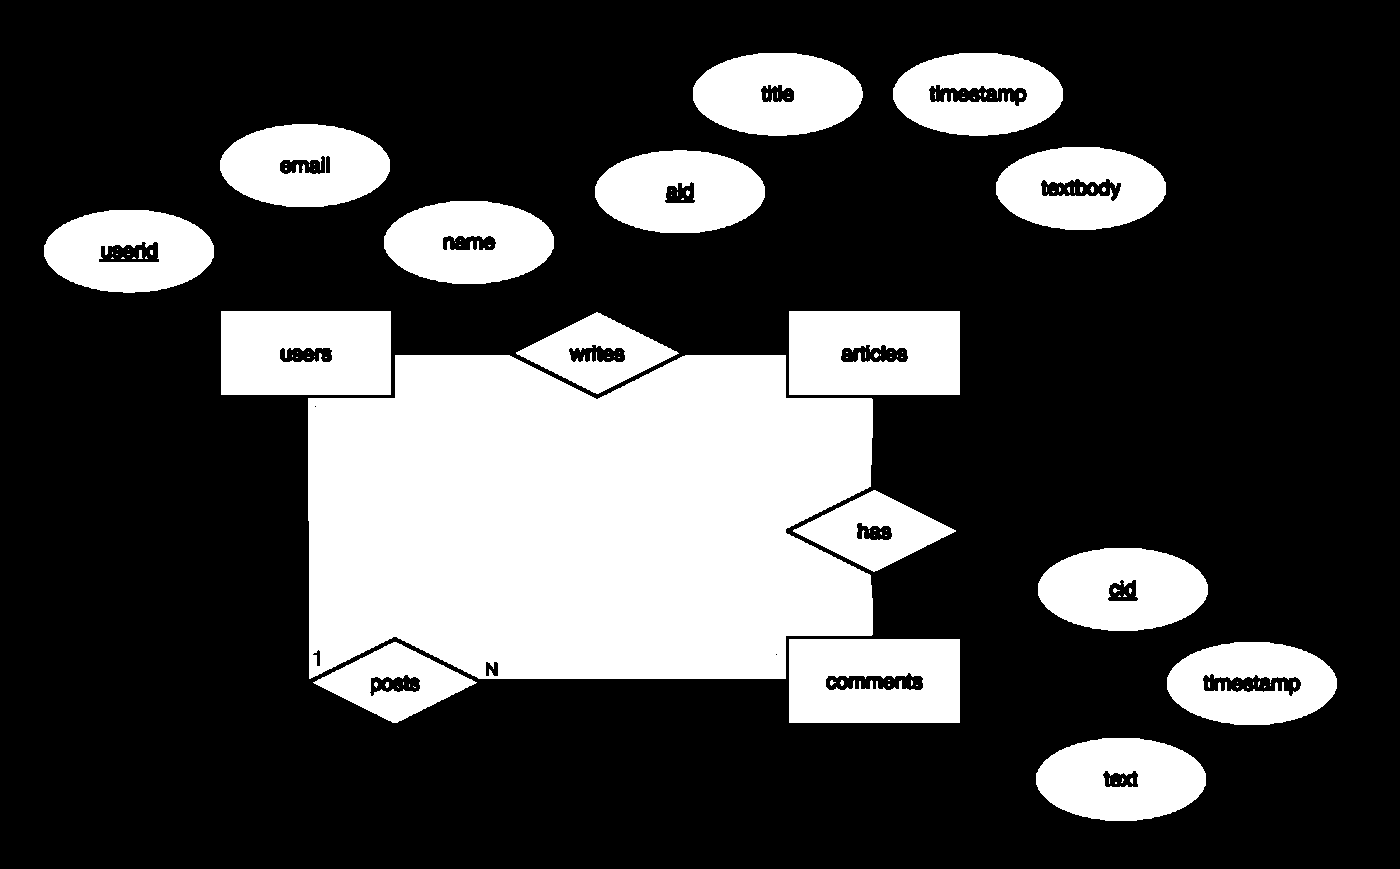 title
timestamp
email
aid
textbody
userid
name
users
writes
articles
has
cid
1
N
posts
comments
timestamp
text